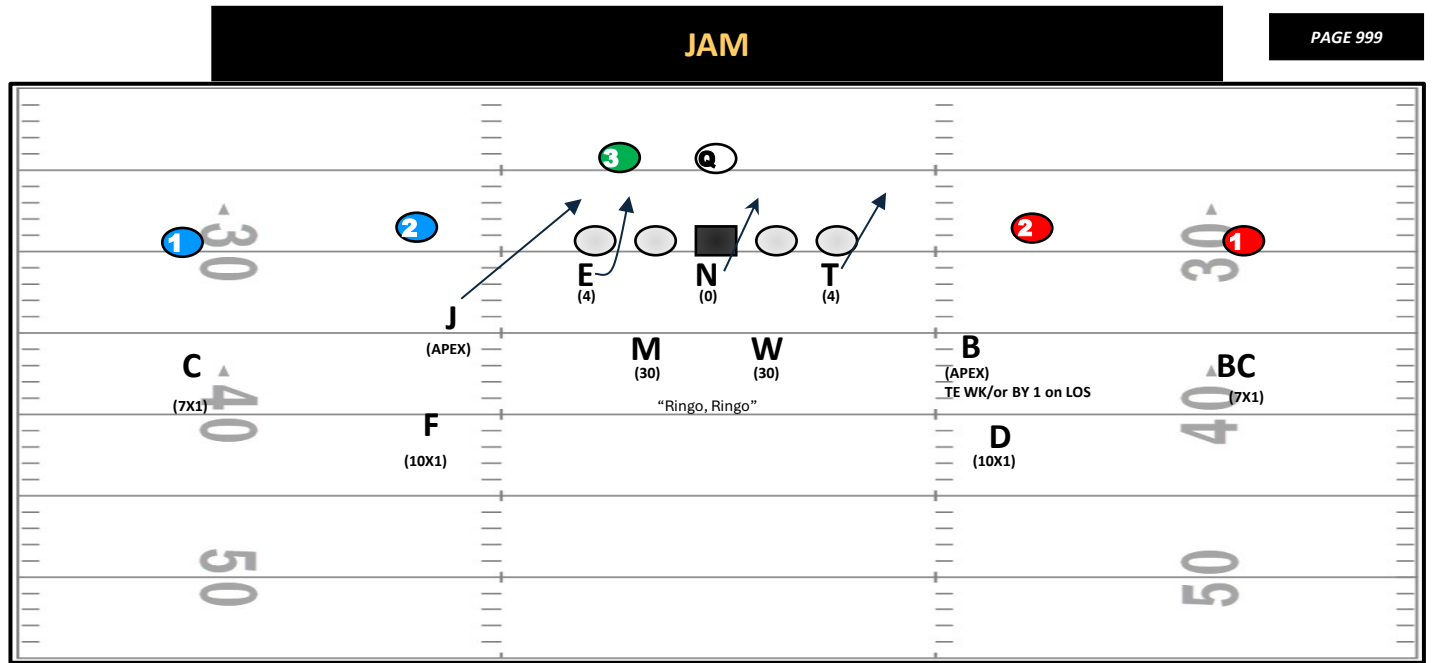 JAM
PAGE 999
3
Q
1
2
2
1
30
30
E
N
T
(4)
(0)
(4)
J
(APEX)
M
W
B
C
BC
(30)
(30)
(APEX)
TE WK/or BY 1 on LOS
(7X1)
(7X1)
40
40
"Ringo, Ringo"
F
D
(10X1)
(10X1)
50
50